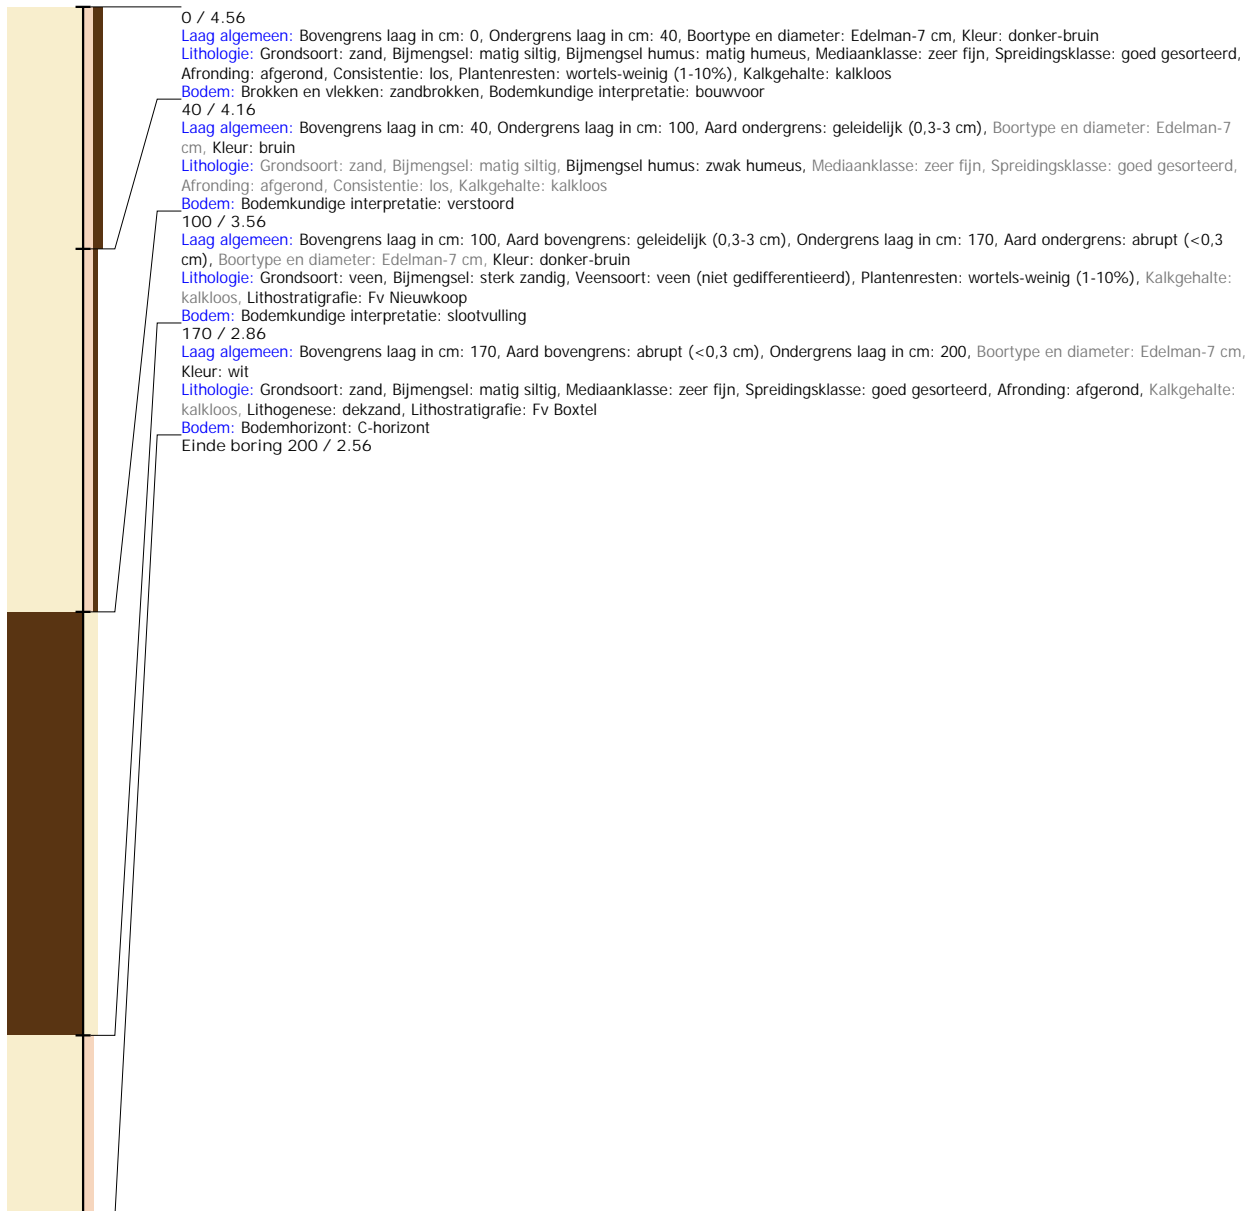 0 / 4.56
Laag algemeen: Bovengrens laag in cm: 0, Ondergrens laag in cm: 40, Boortype en diameter: Edelman-7 cm, Kleur: donker-bruin
Lithologie: Grondsoort: zand, Bijmengsel: matig siltig, Bijmengsel humus: matig humeus, Mediaanklasse: zeer fijn, Spreidingsklasse: goed gesorteerd,
Afronding: afgerond, Consistentie: los, Plantenresten: wortels-weinig (1-10%), Kalkgehalte: kalkloos
Bodem: Brokken en vlekken: zandbrokken, Bodemkundige interpretatie: bouwvoor
40 / 4.16
Laag algemeen: Bovengrens laag in cm: 40, Ondergrens laag in cm: 100, Aard ondergrens: geleidelijk (0,3-3 cm), Boortype en diameter: Edelman-7
cm, Kleur: bruin
Lithologie: Grondsoort: zand, Bijmengsel: matig siltig, Bijmengsel humus: zwak humeus, Mediaanklasse: zeer fijn, Spreidingsklasse: goed gesorteerd,
Afronding: afgerond, Consistentie: los, Kalkgehalte: kalkloos
Bodem: Bodemkundige interpretatie: verstoord
100 / 3.56
Laag algemeen: Bovengrens laag in cm: 100, Aard bovengrens: geleidelijk (0,3-3 cm), Ondergrens laag in cm: 170, Aard ondergrens: abrupt (<0,3
cm), Boortype en diameter: Edelman-7 cm, Kleur: donker-bruin
Lithologie: Grondsoort: veen, Bijmengsel: sterk zandig, Veensoort: veen (niet gedifferentieerd), Plantenresten: wortels-weinig (1-10%), Kalkgehalte:
kalkloos, Lithostratigrafie: Fv Nieuwkoop
Bodem: Bodemkundige interpretatie: slootvulling
170 / 2.86
Laag algemeen: Bovengrens laag in cm: 170, Aard bovengrens: abrupt (<0,3 cm), Ondergrens laag in cm: 200, Boortype en diameter: Edelman-7 cm,
Kleur: wit
Lithologie: Grondsoort: zand, Bijmengsel: matig siltig, Mediaanklasse: zeer fijn, Spreidingsklasse: goed gesorteerd, Afronding: afgerond, Kalkgehalte:
kalkloos, Lithogenese: dekzand, Lithostratigrafie: Fv Boxtel
Bodem: Bodemhorizont: C-horizont
Einde boring 200 / 2.56